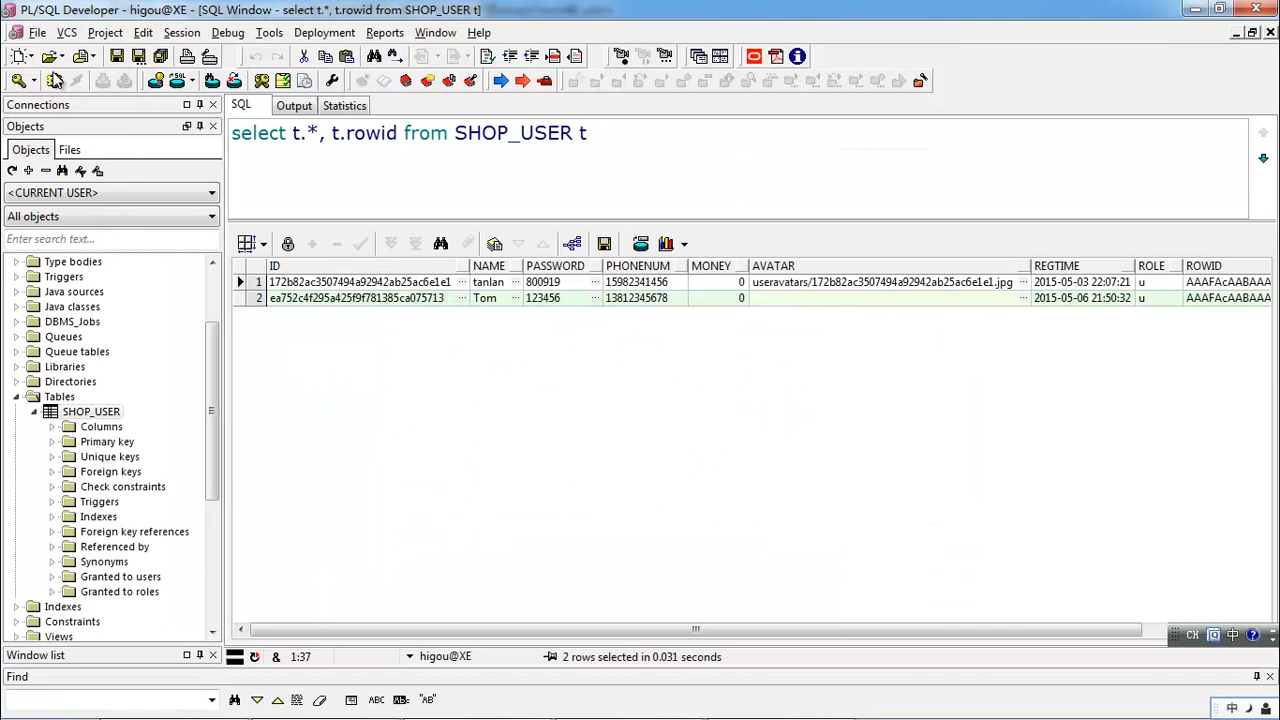 PL/SQL Developer - higou@XE - [SQL Window - select t.*, t.rowid from SHOP_USER t]
File VCS Project Edit Session Debug Tools Deployment Reports Window Help
Connections
Objects
Objects Files
<CURRENT USER>
All objects
Enter search text...
Type bodies
Triggers
Java sources
Java classes
DBMS_Jobs
Queues
Queue tables
Libraries
Directories
Tables
SHOP_USER
Columns
Primary key
Unique keys
Foreign keys
Check constraints
Triggers
Indexes
Foreign key references
Referenced by
Synonyms
Granted to users
Granted to roles
Indexes
Constraints
Views
Window list
SQL Output Statistics
select t.*, t.rowid from SHOP_USER t
ID NAME PASSWORD PHONENUM MONEY AVATAR REGTIME ROLE ROWID
1 172b82ac3507494a92942ab25ac6e1e1 ... tanlan ... 800919 ... 15982341456 0 useravatars/172b82ac3507494a92942ab25ac6e1e1.jpg ... 2015-05-03 22:07:21 u AAAFAcAABAAA
2 ea752c4f295a425f9f781385ca075713 ... Tom ... 123456 ... 13812345678 0 ... 2015-05-06 21:50:32 u AAAFAcAABAAA
& 1:37 higou@XE 2 rows selected in 0.031 seconds
CH 中
Find
ABC "AB"
中